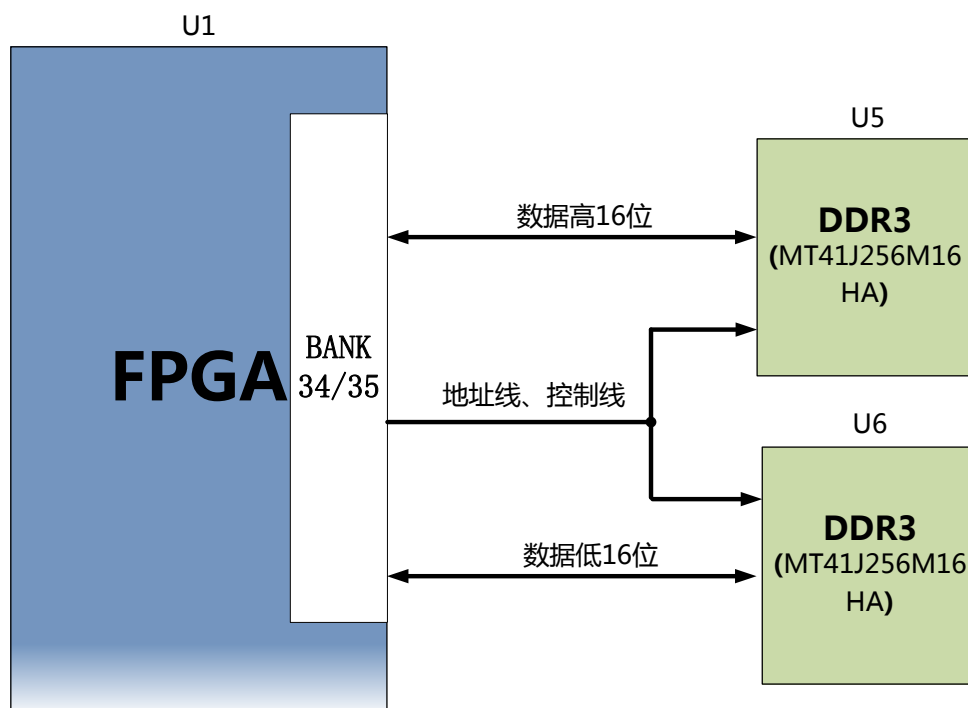 U1
FPGA
BANK
34/35
数据高16位
地址线、控制线
数据低16位
U5
DDR3
(MT41J256M16
HA)
U6
DDR3
(MT41J256M16
HA)